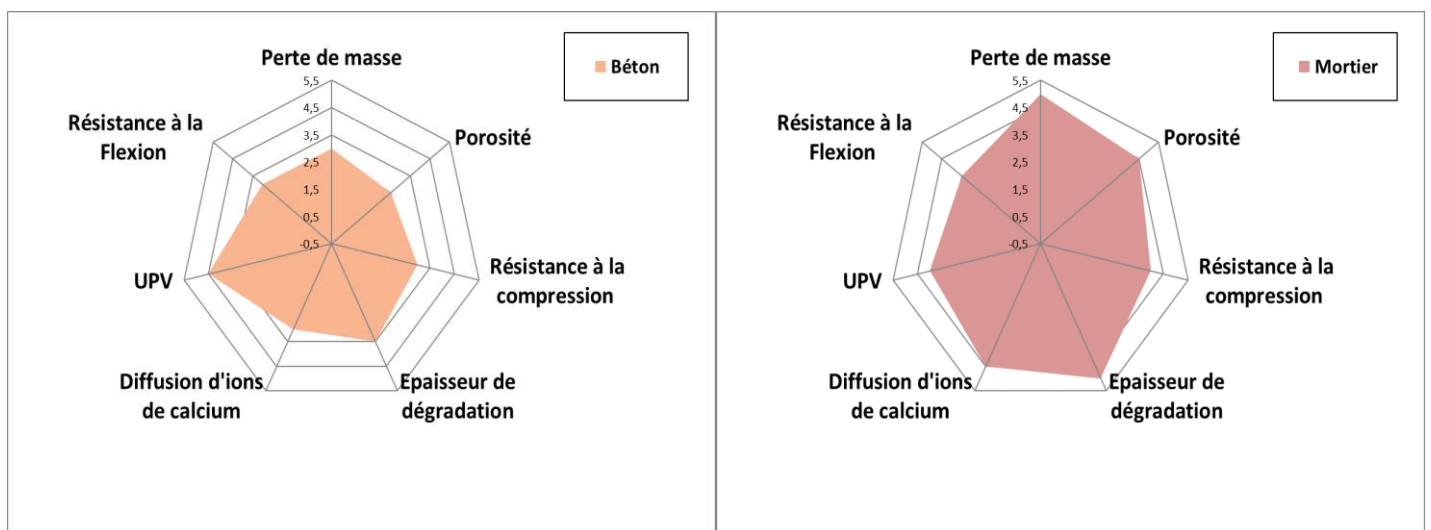 Béton
Perte de masse
5,5
4,5
3,5
2,5
1,5
0,5
-0,5
Porosité
Résistance à la
compression
Epaisseur de
dégradation
Diffusion d'ions
de calcium
UPV
Résistance à la
Flexion
Mortier
Perte de masse
5,5
4,5
3,5
2,5
1,5
0,5
-0,5
Porosité
Résistance à la
compression
Epaisseur de
dégradation
Diffusion d'ions
de calcium
UPV
Résistance à la
Flexion